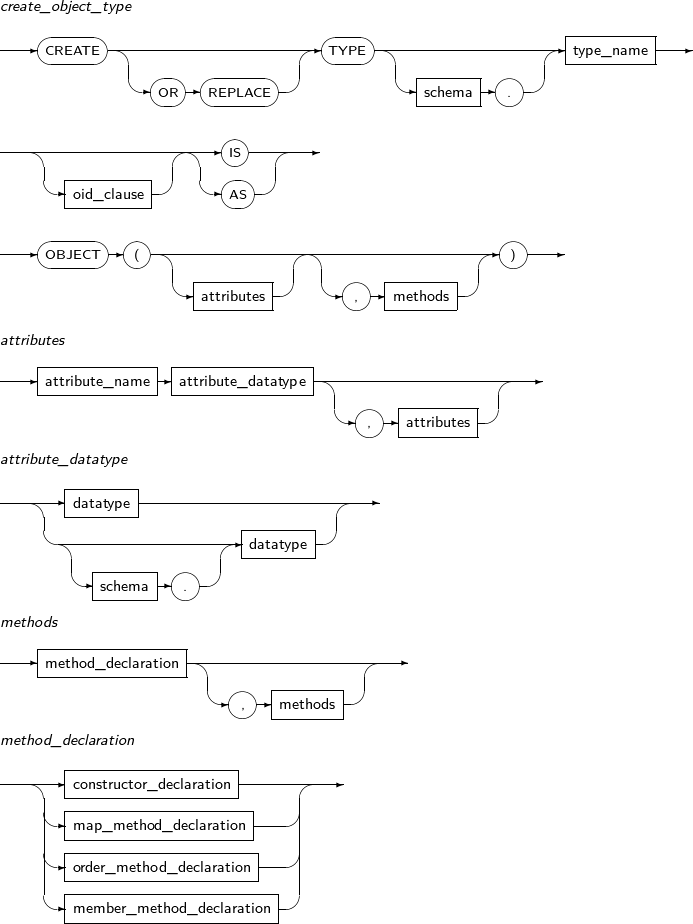 create_object_type
CREATE TYPE type_name
OR REPLACE schema .
IS
oid_clause AS
OBJECT ( )
attributes , methods
attributes
attribute_name attribute_datatype
, attributes
attribute_datatype
datatype
datatype
schema .
methods
method_declaration
, methods
method_declaration
constructor_declaration
map_method_declaration
order_method_declaration
member_method_declaration